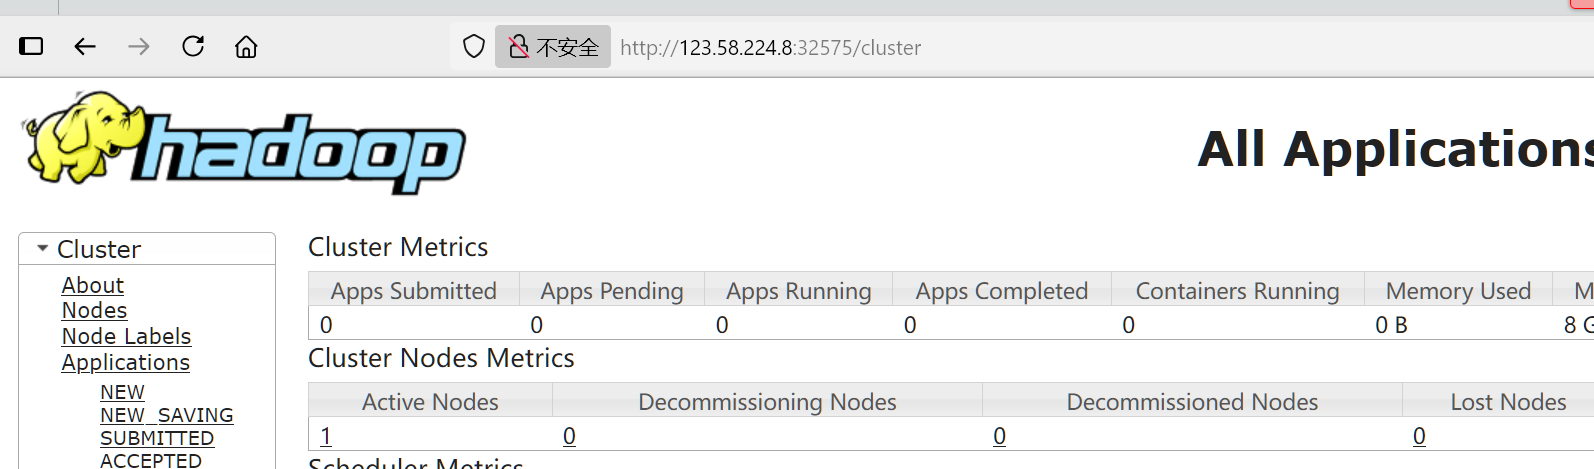 不安全 http://123.58.224.8:32575/cluster
hadoop
All Applications
Cluster
About
Nodes
Node Labels
Applications
NEW
NEW_SAVING
SUBMITTED
ACCEPTED
Cluster Metrics
Apps Submitted Apps Pending Apps Running Apps Completed Containers Running Memory Used M
0 0 0 0 0 0 B 8 G
Cluster Nodes Metrics
Active Nodes Decommissioning Nodes Decommissioned Nodes Lost Nodes
1 0 0 0
Scheduler Metrics